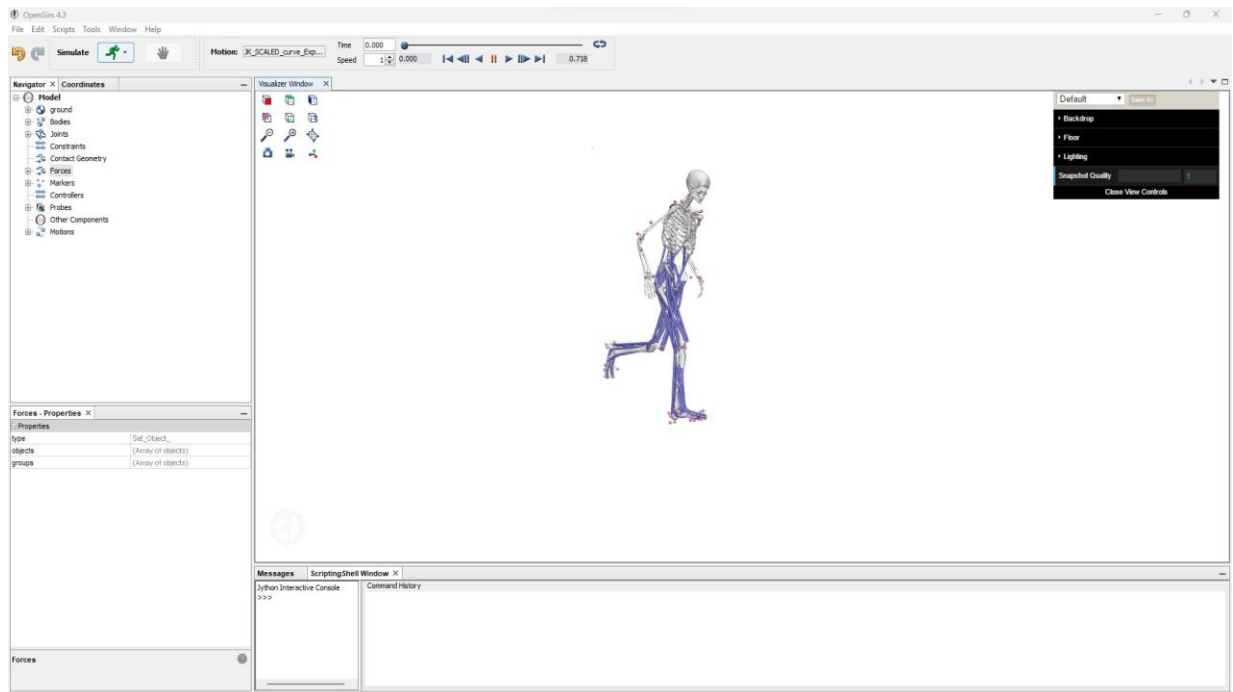 OpenSim 4.3
File Edit Scripts Tools Window Help
Simulate
Motion: JK_SCALED_curve_Exp...
Time 0.000
Speed 1 0.000 0.718
Navigator × Coordinates
Visualizer Window ×
Model
ground
Bodies
Joints
Constraints
Contact Geometry
Forces
Markers
Controllers
Probes
Other Components
Motions
Default Save As
Backdrop
Floor
Lighting
Snapshot Quality 1
Close View Controls
Forces - Properties ×
Properties
type Set_Object_
objects (Array of objects)
groups (Array of objects)
Forces
Messages ScriptingShell Window ×
Jython Interactive Console
>>>
Command History